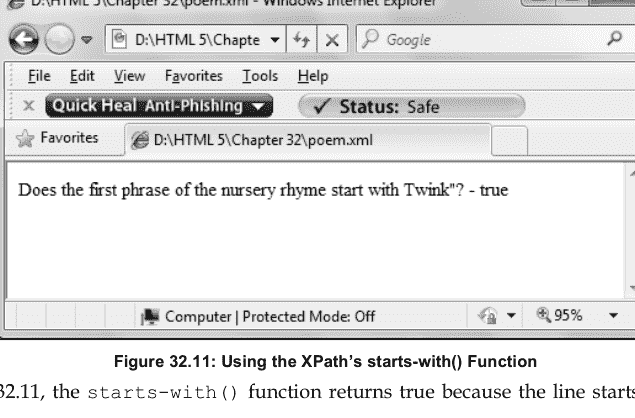 D:\HTML 5\Chapter 32\poem.xml - Windows Internet Explorer
D:\HTML 5\Chapte
Google
File Edit View Favorites Tools Help
x Quick Heal Anti-Phishing ✓ Status: Safe
Favorites D:\HTML 5\Chapter 32\poem.xml
Does the first phrase of the nursery rhyme start with Twink"? - true
Computer | Protected Mode: Off 95%
Figure 32.11: Using the XPath's starts-with() Function
32.11, the starts-with() function returns true because the line starts